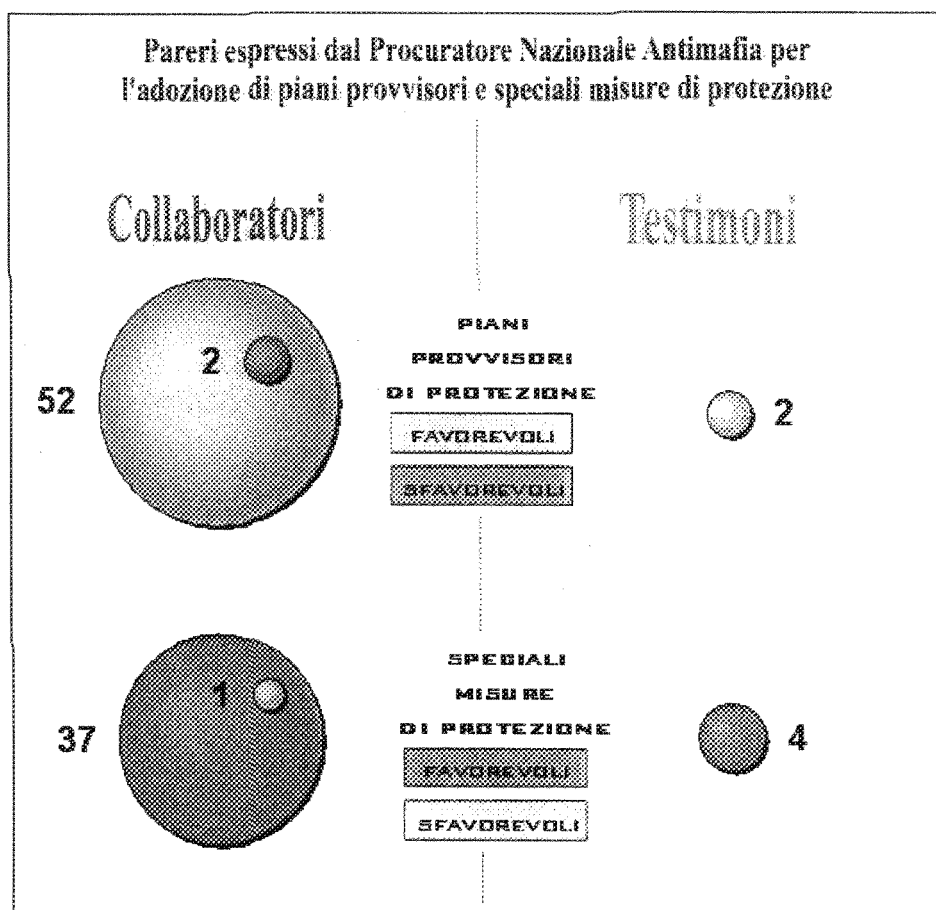 Pareri espressi dal Procuratore Nazionale Antimafia per
l'adozione di piani provvisori e speciali misure di protezione
Collaboratori
Testimoni
52
2
PIANI
PROVVISORI
DI PROTEZIONE
FAVOREVOLI
SFAVOREVOLI
2
37
1
SPECIALI
MISURE
DI PROTEZIONE
FAVOREVOLI
SFAVOREVOLI
4